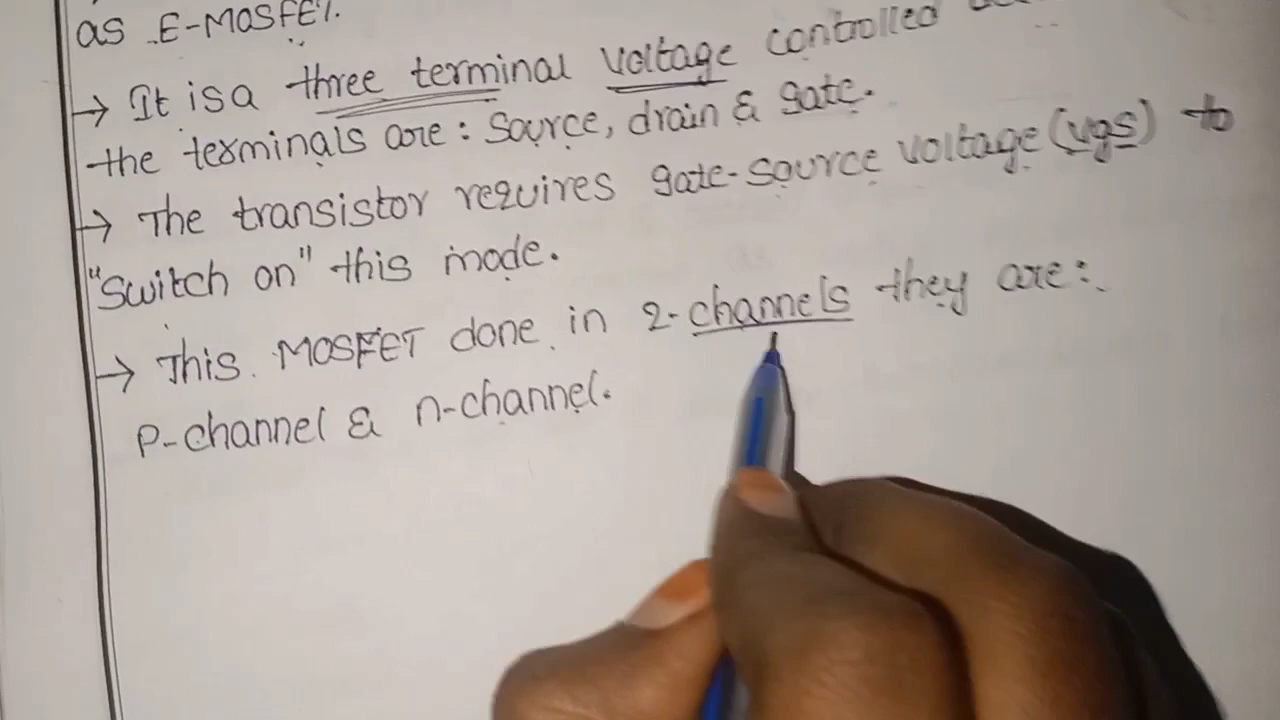 as E-MOSFET.
→ It is a three terminal voltage controlled
the terminals are: Source, drain & gate.
→ The transistor requires gate-source voltage (vgs) to
"Switch on" this mode.
→ This MOSFET done in 2-channels they are:
P-channel & n-channel.